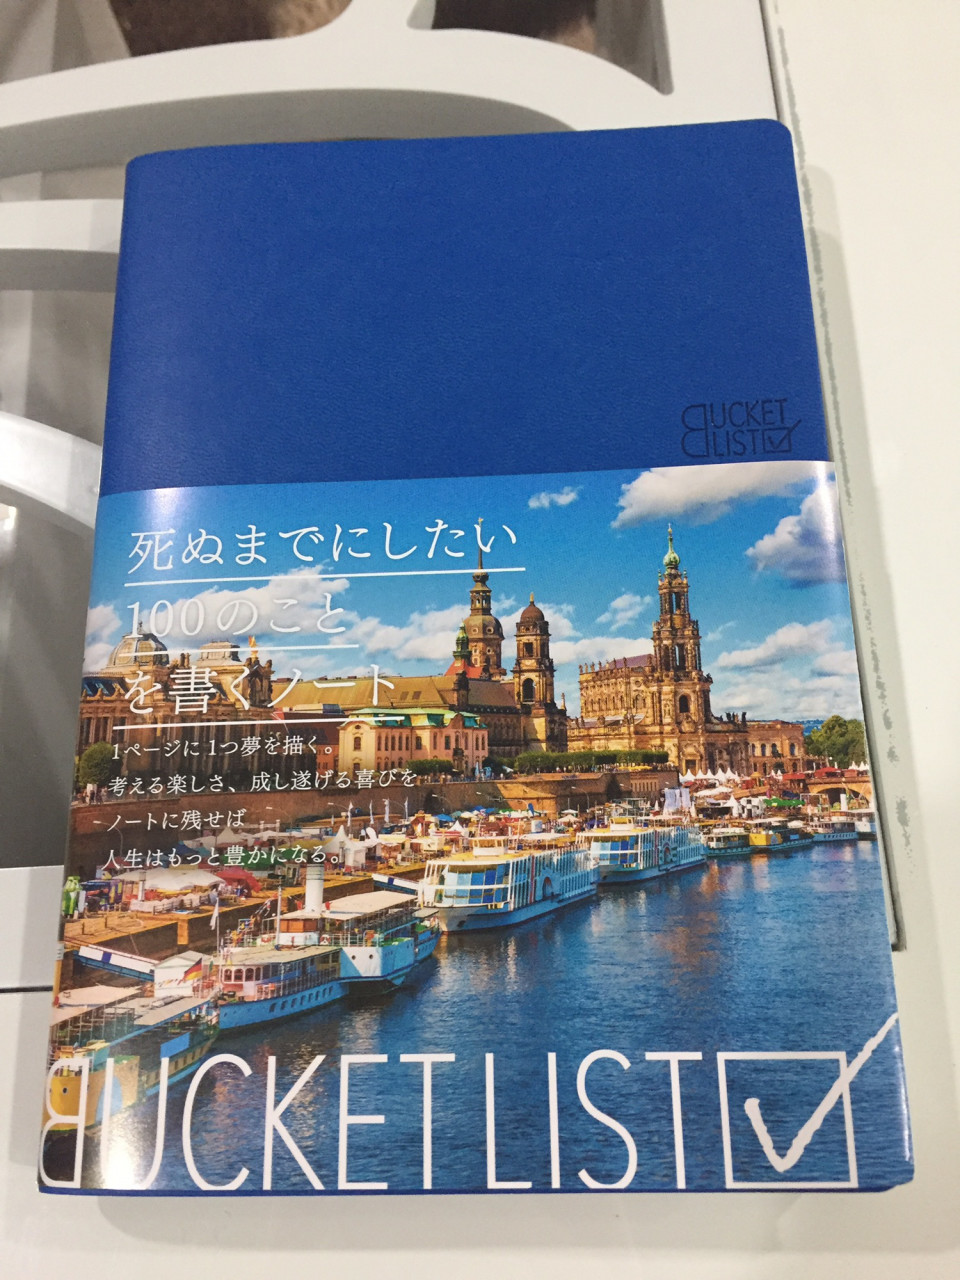 BUCKET
LIST
死ぬまでにしたい
100のこと
を書くノート
1ページに1つ夢を描く。
考える楽しさ、成し遂げる喜びを
ノートに残せば
人生はもっと豊かになる。
BUCKET LIST